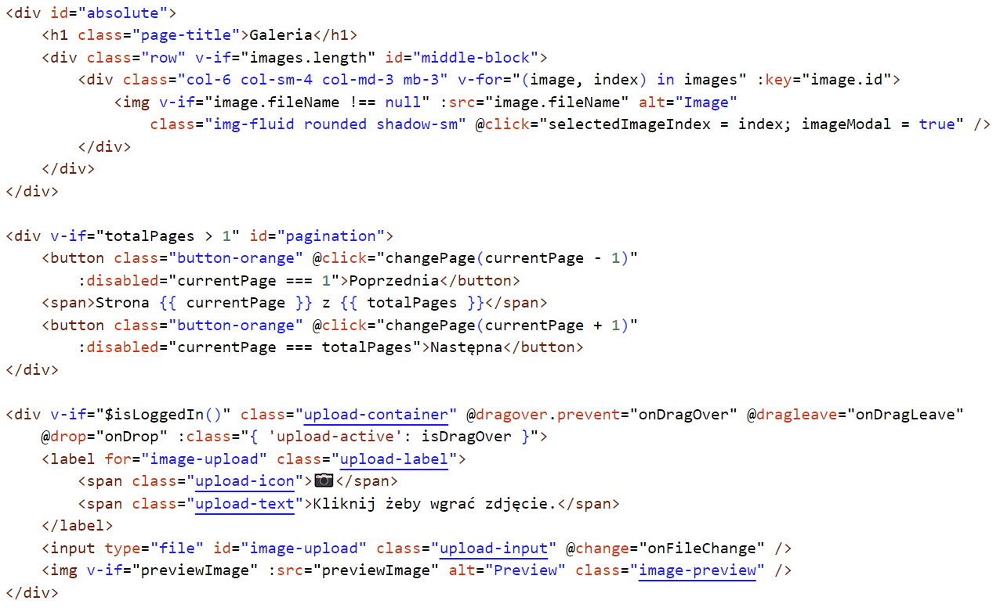 <div id="absolute">
    <h1 class="page-title">Galeria</h1>
    <div class="row" v-if="images.length" id="middle-block">
        <div class="col-6 col-sm-4 col-md-3 mb-3" v-for="(image, index) in images" :key="image.id">
            <img v-if="image.fileName !== null" :src="image.fileName" alt="Image"
                class="img-fluid rounded shadow-sm" @click="selectedImageIndex = index; imageModal = true" />
        </div>
    </div>
</div>

<div v-if="totalPages > 1" id="pagination">
    <button class="button-orange" @click="changePage(currentPage - 1)"
        :disabled="currentPage === 1">Poprzednia</button>
    <span>Strona {{ currentPage }} z {{ totalPages }}</span>
    <button class="button-orange" @click="changePage(currentPage + 1)"
        :disabled="currentPage === totalPages">Następna</button>
</div>

<div v-if="$isLoggedIn()" class="upload-container" @dragover.prevent="onDragOver" @dragleave="onDragLeave"
    @drop="onDrop" :class="{ 'upload-active': isDragOver }">
    <label for="image-upload" class="upload-label">
        <span class="upload-icon">📷</span>
        <span class="upload-text">Kliknij żeby wgrać zdjęcie.</span>
    </label>
    <input type="file" id="image-upload" class="upload-input" @change="onFileChange" />
    <img v-if="previewImage" :src="previewImage" alt="Preview" class="image-preview" />
</div>